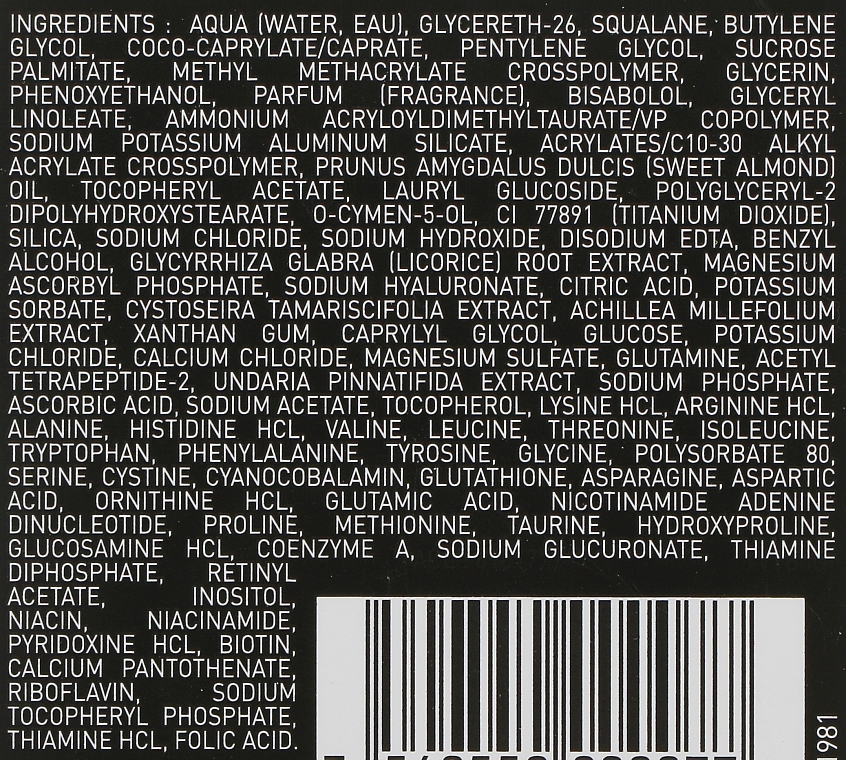 INGREDIENTS : AQUA (WATER, EAU), GLYCERETH-26, SQUALANE, BUTYLENE
GLYCOL, COCO-CAPRYLATE/CAPRATE, PENTYLENE GLYCOL, SUCROSE
PALMITATE, METHYL METHACRYLATE CROSSPOLYMER, GLYCERIN,
PHENOXYETHANOL, PARFUM (FRAGRANCE), BISABOLOL, GLYCERYL
LINOLEATE, AMMONIUM ACRYLOYLDIMETHYLTAURATE/VP COPOLYMER,
SODIUM POTASSIUM ALUMINUM SILICATE, ACRYLATES/C10-30 ALKYL
ACRYLATE CROSSPOLYMER, PRUNUS AMYGDALUS DULCIS (SWEET ALMOND)
OIL, TOCOPHERYL ACETATE, LAURYL GLUCOSIDE, POLYGLYCERYL-2
DIPOLYHYDROXYSTEARATE, O-CYMEN-5-OL, CI 77891 (TITANIUM DIOXIDE),
SILICA, SODIUM CHLORIDE, SODIUM HYDROXIDE, DISODIUM EDTA, BENZYL
ALCOHOL, GLYCYRRHIZA GLABRA (LICORICE) ROOT EXTRACT, MAGNESIUM
ASCORBYL PHOSPHATE, SODIUM HYALURONATE, CITRIC ACID, POTASSIUM
SORBATE, CYSTOSEIRA TAMARISCIFOLIA EXTRACT, ACHILLEA MILLEFOLIUM
EXTRACT, XANTHAN GUM, CAPRYLYL GLYCOL, GLUCOSE, POTASSIUM
CHLORIDE, CALCIUM CHLORIDE, MAGNESIUM SULFATE, GLUTAMINE, ACETYL
TETRAPEPTIDE-2, UNDARIA PINNATIFIDA EXTRACT, SODIUM PHOSPHATE,
ASCORBIC ACID, SODIUM ACETATE, TOCOPHEROL, LYSINE HCL, ARGININE HCL,
ALANINE, HISTIDINE HCL, VALINE, LEUCINE, THREONINE, ISOLEUCINE,
TRYPTOPHAN, PHENYLALANINE, TYROSINE, GLYCINE, POLYSORBATE 80,
SERINE, CYSTINE, CYANOCOBALAMIN, GLUTATHIONE, ASPARAGINE, ASPARTIC
ACID, ORNITHINE HCL, GLUTAMIC ACID, NICOTINAMIDE ADENINE
DINUCLEOTIDE, PROLINE, METHIONINE, TAURINE, HYDROXYPROLINE,
GLUCOSAMINE HCL, COENZYME A, SODIUM GLUCURONATE, THIAMINE
DIPHOSPHATE, RETINYL
ACETATE, INOSITOL,
NIACIN, NIACINAMIDE,
PYRIDOXINE HCL, BIOTIN,
CALCIUM PANTOTHENATE,
RIBOFLAVIN, SODIUM
TOCOPHERYL PHOSPHATE,
THIAMINE HCL, FOLIC ACID.
1981